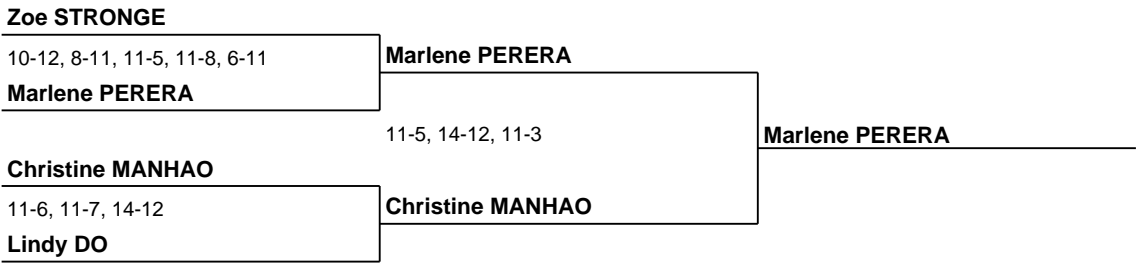 Zoe STRONGE
10-12, 8-11, 11-5, 11-8, 6-11
Marlene PERERA
Marlene PERERA
11-5, 14-12, 11-3
Marlene PERERA
Christine MANHAO
11-6, 11-7, 14-12
Christine MANHAO
Lindy DO